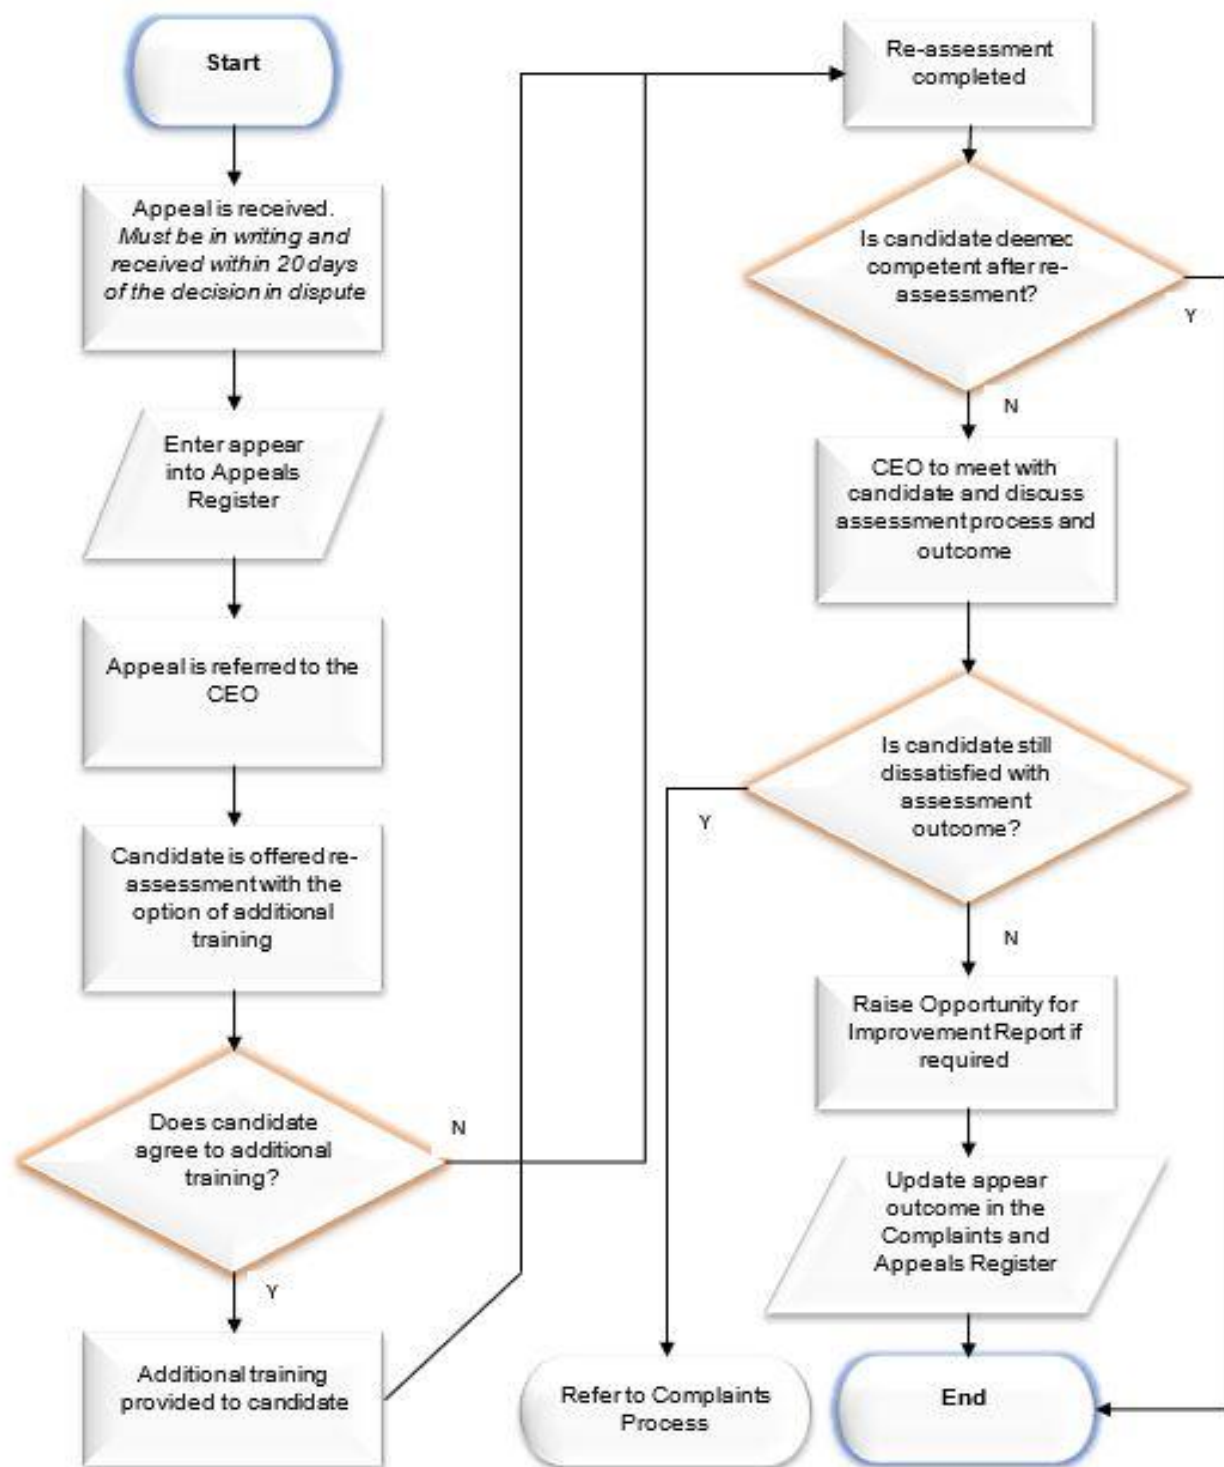 Start
Appeal is received.
Must be in writing and
received within 20 days
of the decision in dispute
Enter appear
into Appeals
Register
Appeal is referred to the
CEO
Candidate is offered re-
assessment with the
option of additional
training
Does candidate
agree to additional
training?
N
Y
Additional training
provided to candidate
Re-assessment
completed
Is candidate deemec
competent after re-
assessment?
Y
N
CEO to meet with
candidate and discuss
assessment process and
outcome
Is candidate still
dissatisfied with
assessment
outcome?
Y
N
Raise Opportunity for
Improvement Report if
required
Update appear
outcome in the
Complaints and
Appeals Register
Refer to Complaints
Process
End